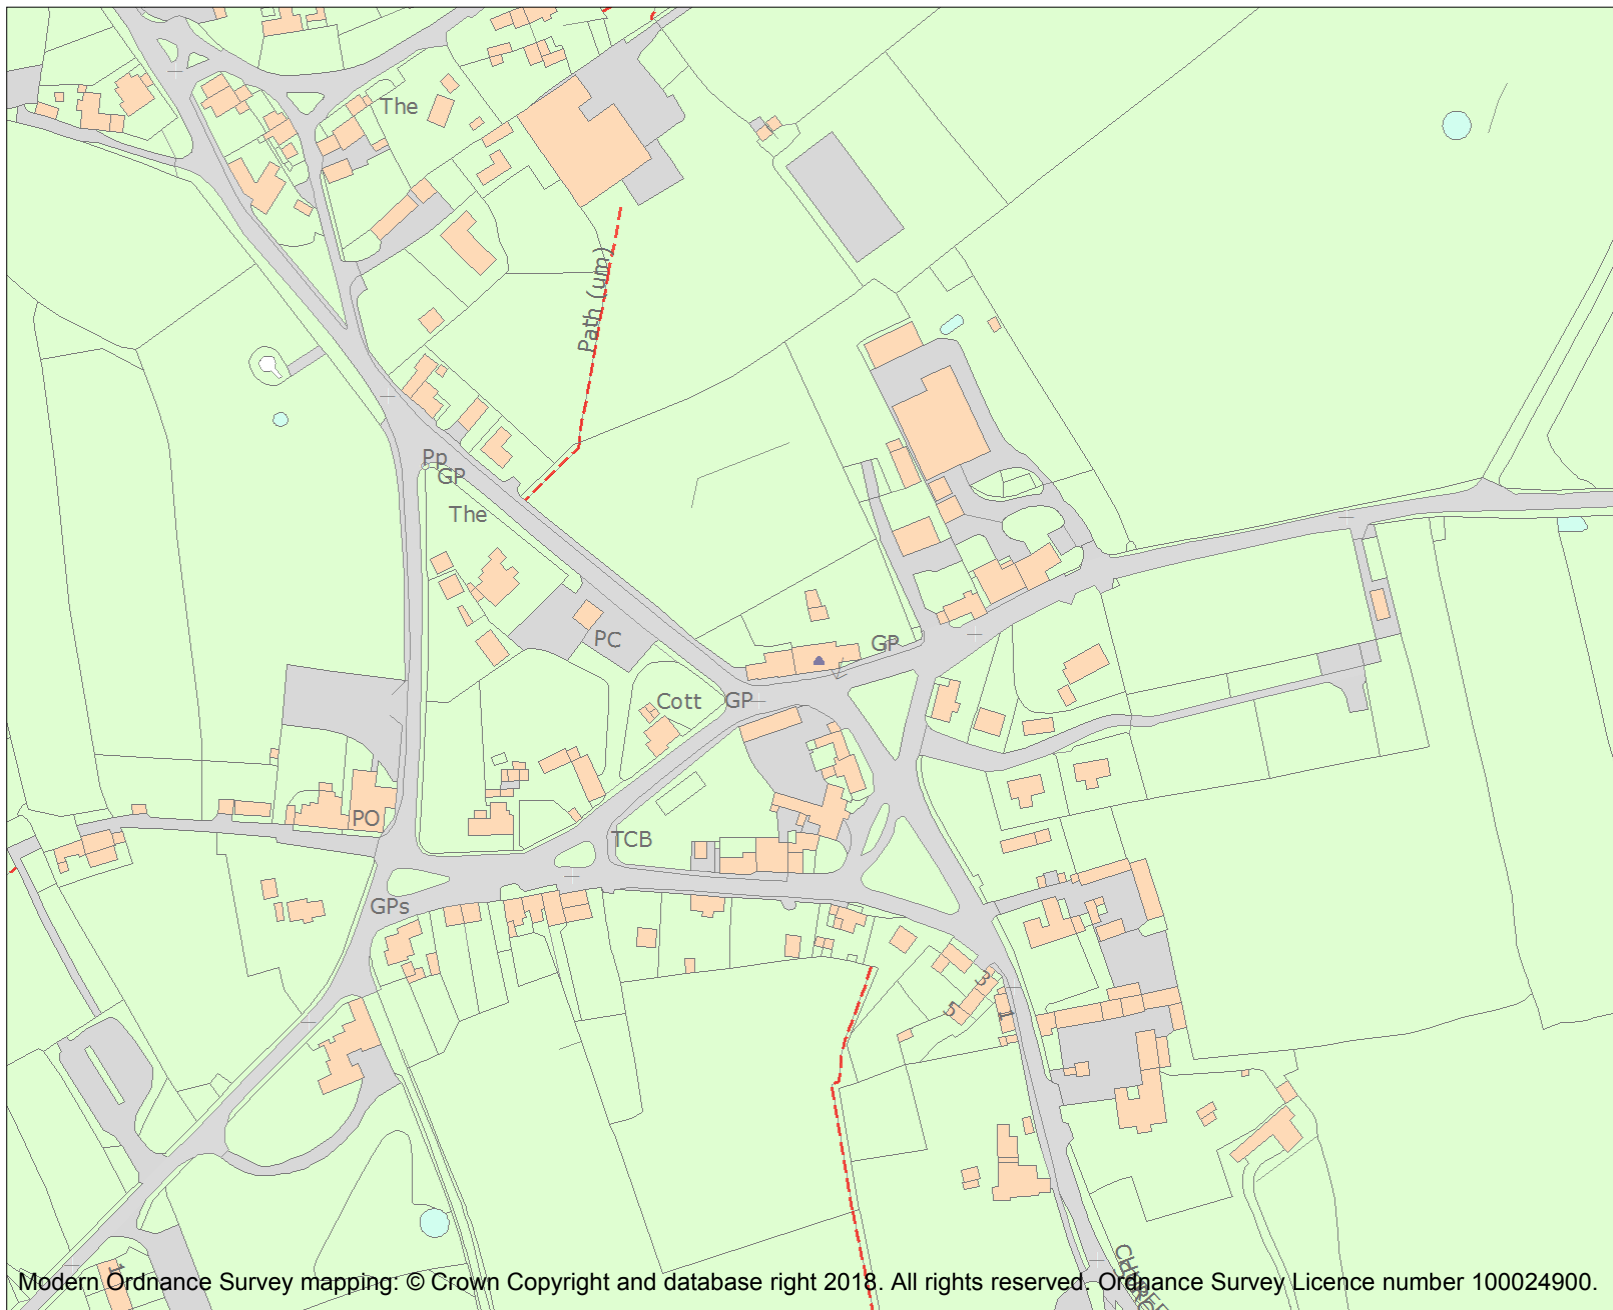 The
Path (um)
Pp
GP
The
PC
GP
Cott
GP
PO
TCB
GPs
3
5
1
1
Modern Ordnance Survey mapping: © Crown Copyright and database right 2018. All rights reserved. Ordnance Survey Licence number 100024900.